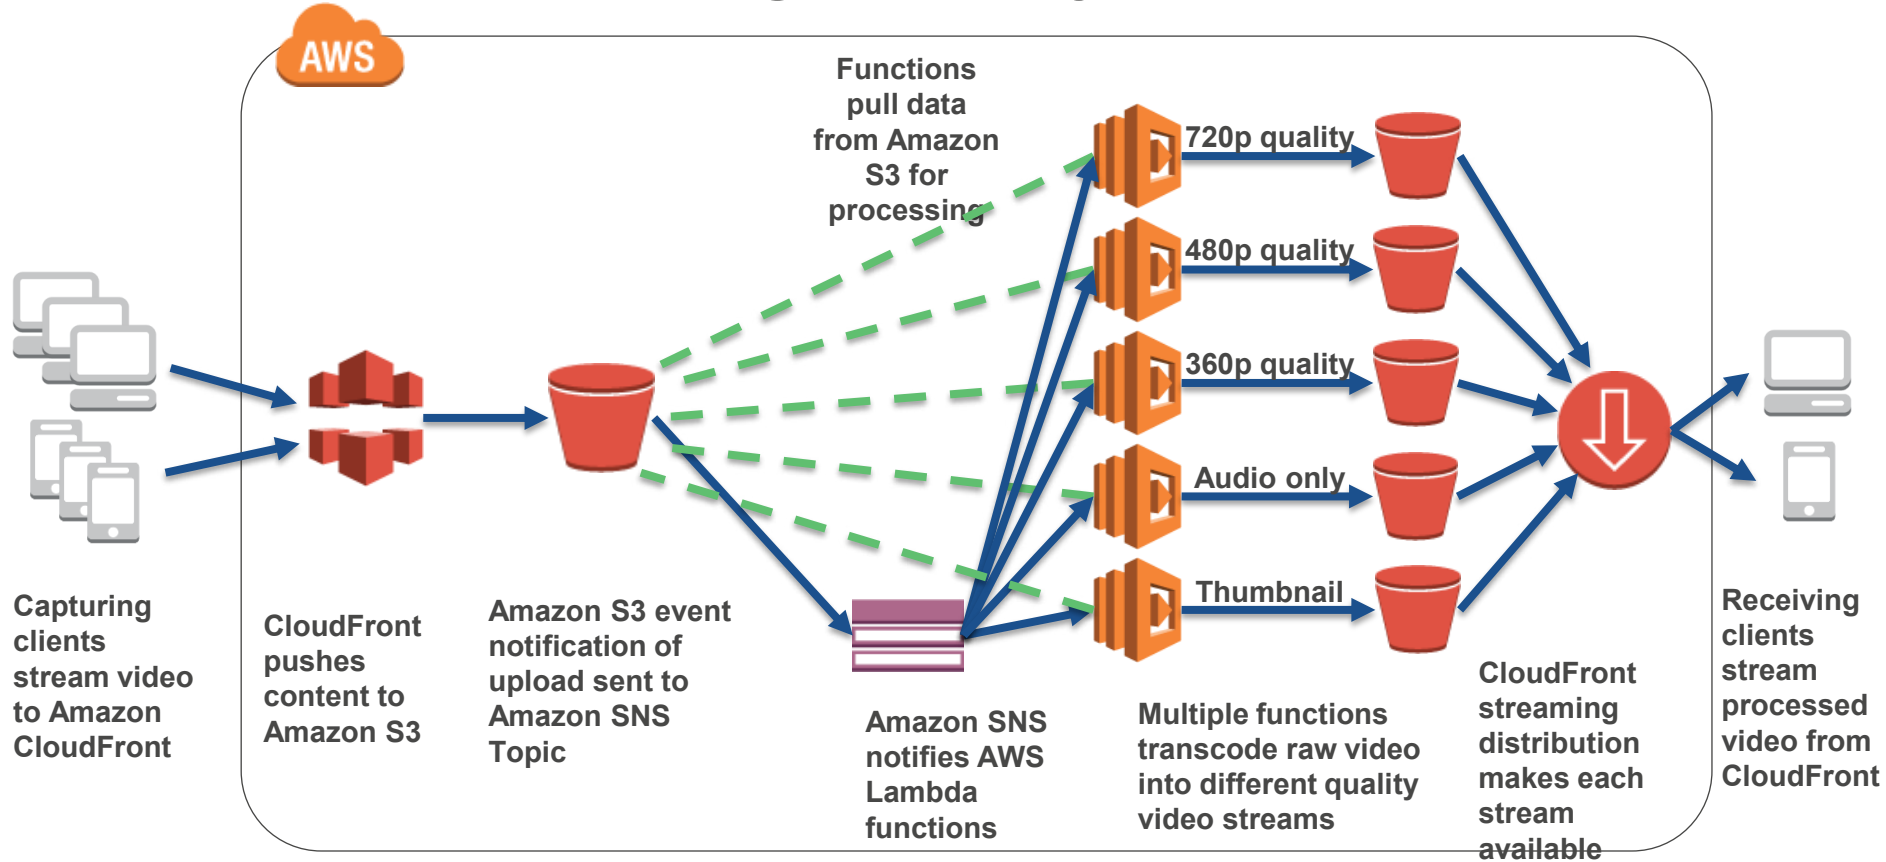 AWS
Functions
pull data
from Amazon
S3 for
processing
720p quality
480p quality
360p quality
Audio only
Thumbnail
Capturing
clients
stream video
to Amazon
CloudFront
CloudFront
pushes
content to
Amazon S3
Amazon S3 event
notification of
upload sent to
Amazon SNS
Topic
Amazon SNS
notifies AWS
Lambda
functions
Multiple functions
transcode raw video
into different quality
video streams
CloudFront
streaming
distribution
makes each
stream
available
Receiving
clients
stream
processed
video from
CloudFront